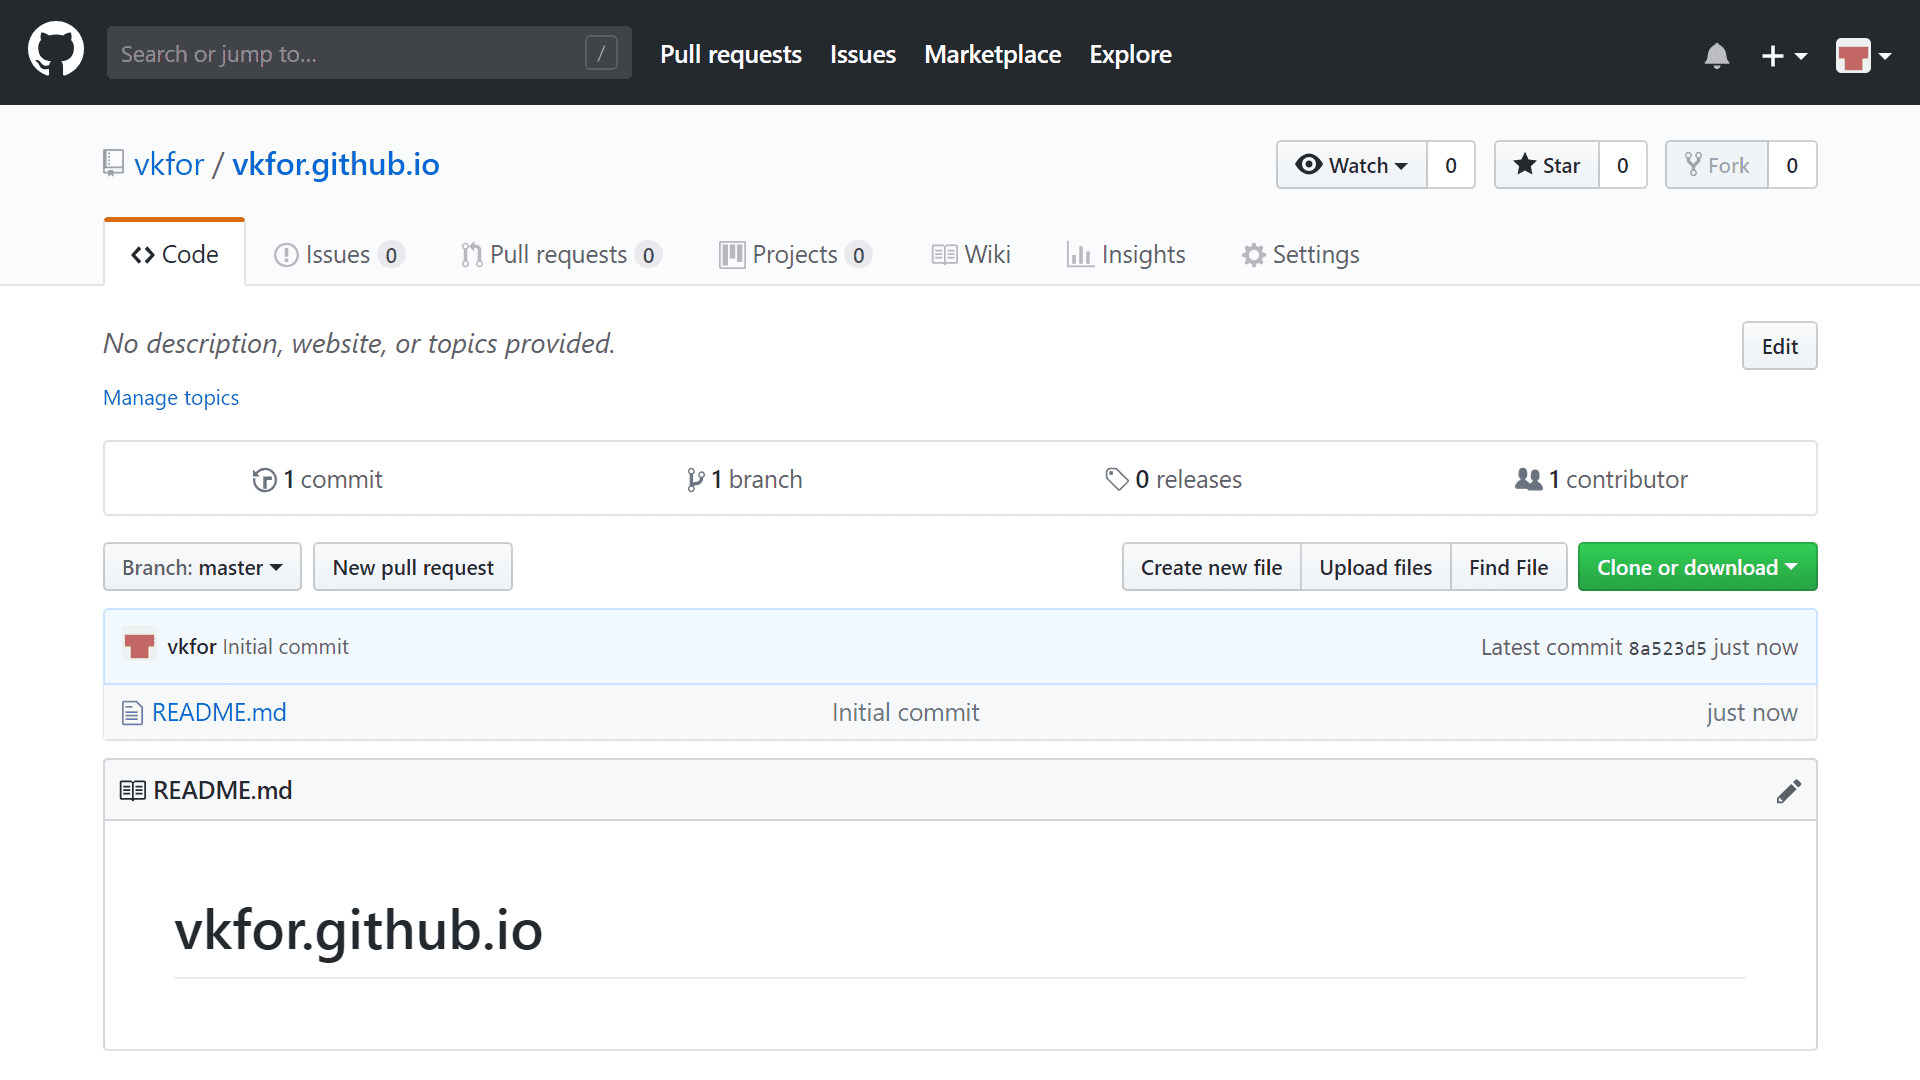 Search or jump to... / Pull requests Issues Marketplace Explore
vkfor / vkfor.github.io Watch 0 Star 0 Fork 0
Code Issues 0 Pull requests 0 Projects 0 Wiki Insights Settings
No description, website, or topics provided. Edit
Manage topics
1 commit 1 branch 0 releases 1 contributor
Branch: master New pull request Create new file Upload files Find File Clone or download
vkfor Initial commit Latest commit 8a523d5 just now
README.md Initial commit just now
README.md
vkfor.github.io